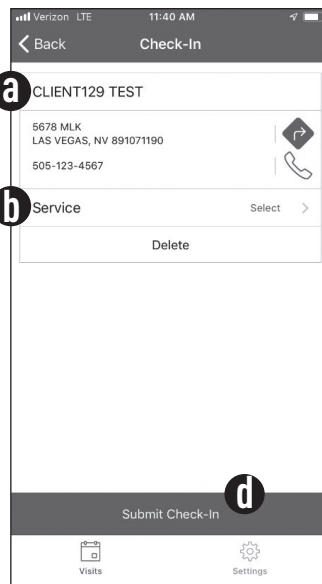 Verizon LTE 11:40 AM
Back Check-In
a
CLIENT129 TEST
5678 MLK
LAS VEGAS, NV 891071190
505-123-4567
b
Service Select
Delete
d
Submit Check-In
Visits Settings